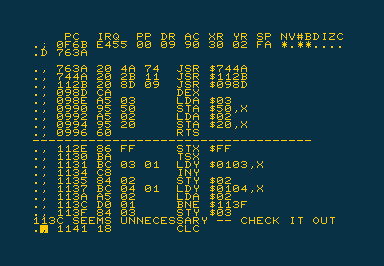 PC IRQ PP DR AC XR YR SP NV#BDIZC
.; 0F6B E455 00 09 90 30 02 FA *.**....
.D 763A
., 763A 20 4A 74 JSR $744A
., 744A 20 2B 11 JSR $112B
., 112B 20 8D 09 JSR $098D
., 098D CA DEX
., 098E A5 03 LDA $03
., 0990 95 50 STA $50,X
., 0992 A5 02 LDA $02
., 0994 95 20 STA $20,X
., 0996 60 RTS
., 112E 86 FF STX $FF
., 1130 BA TSX
., 1131 BC 03 01 LDY $0103,X
., 1134 C8 INY
., 1135 84 02 STY $02
., 1137 BC 04 01 LDY $0104,X
., 113A A5 02 LDA $02
., 113C D0 01 BNE $113F
., 113F 84 03 STY $03
113C SEEMS UNNECESSARY -- CHECK IT OUT
., 1141 18 CLC